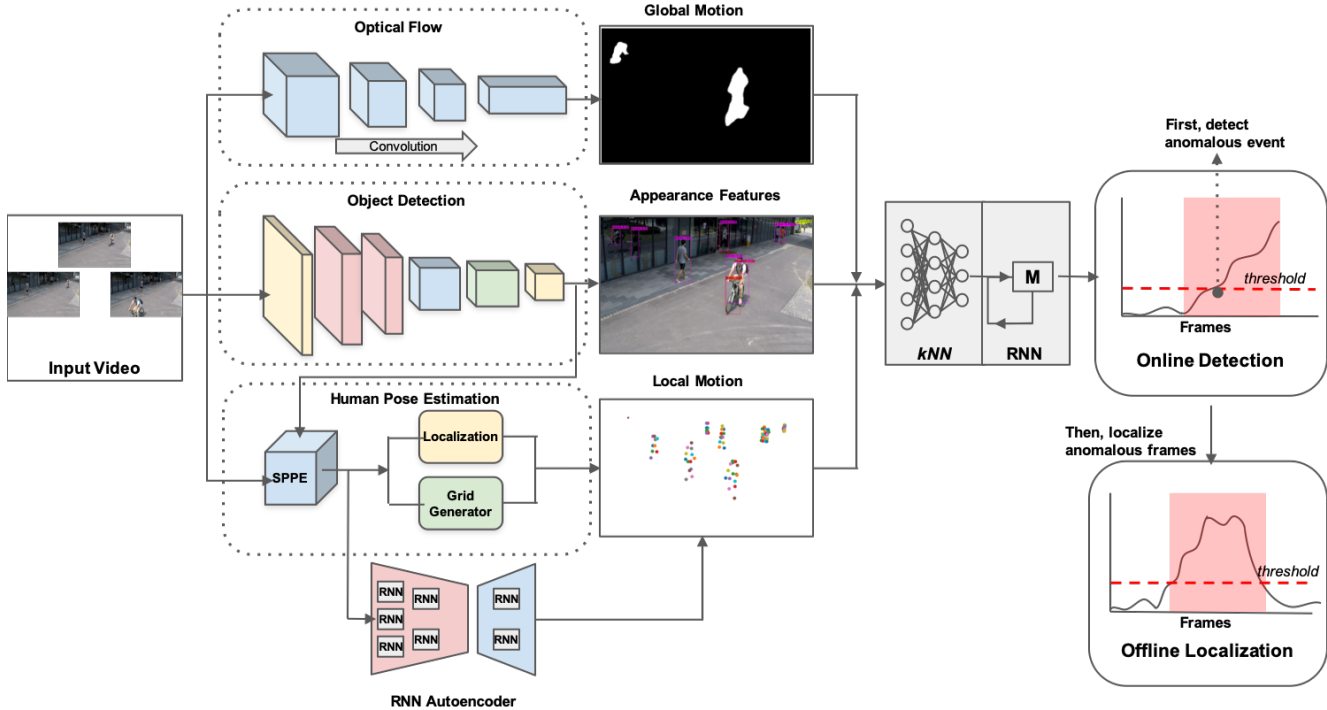 Global Motion
Optical Flow
Convolution
First, detect
anomalous event
Object Detection
Appearance Features
threshold
Frames
Online Detection
M
kNN
RNN
Input Video
Human Pose Estimation
Local Motion
Localization
SPPE
Grid
Generator
Then, localize
anomalous frames
threshold
Frames
Offline Localization
RNN
RNN
RNN
RNN
RNN
RNN
RNN
RNN Autoencoder